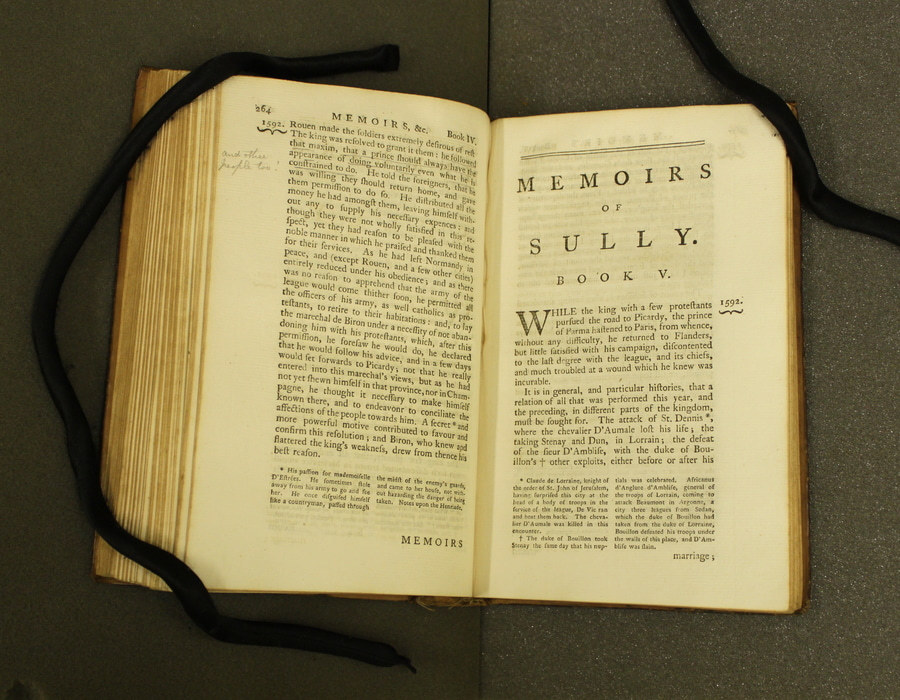 264 MEMOIRS, &c. Book IV.
1592.
and other
people too!
Rouen made the ſoldiers extremely deſirous of reſt.
The king was reſolved to grant it them: he followed
that maxim, that a prince ſhould always have the
appearance of doing voluntarily even what he is
conſtrained to do. He told the foreigners, that he
was willing they ſhould return home, and gave
them permiſſion to do ſo. He diſtributed all the
money he had amongſt them, leaving himſelf with-
out any to ſupply his neceſſary expences: and
though they were not wholly ſatisfied in this re-
ſpect, yet they had reaſon to be pleaſed with the
noble manner in which he praiſed and thanked them
for their ſervices. As he had left Normandy in
peace, and (except Rouen, and a few other cities)
entirely reduced under his obedience; and as there
was no reaſon to apprehend that the army of the
league would come thither ſoon, he permitted all
the officers of his army, as well catholics as pro-
teſtants, to retire to their habitations: and, to lay
the marechal de Biron under a neceſſity of not aban-
doning him with his proteſtants, which, after this
permiſſion, he foreſaw he would do, he declared
that he would follow his advice, and in a few days
would ſet forwards to Picardy; not that he really
entered into this marechal's views, but as he had
not yet ſhewn himſelf in that province, nor in Cham-
pagne, he thought it neceſſary to make himſelf
known there, and to endeavonr to conciliate the
affections of the people towards him. A ſecret * and
more powerful motive contributed to favour and
confirm this reſolution; and Biron, who knew and
flattered the king's weakneſs, drew from thence his
beſt reaſon.
* His paſſion for mademoiſelle
D'Eſtrées. He ſometimes ſtole
away from his army to go and ſee
her. He once diſguiſed himſelf
like a countryman, paſſed through
the midſt of the enemy's guards,
and came to her houſe, not with-
out hazarding the danger of being
taken. Notes upon the Henriade.
MEMOIRS
MEMOIRS
OF
SULLY.
BOOK V.
1592.
WHILE the king with a few proteſtants
purſued the road to Picardy, the prince
of Parma haſtened to Paris, from whence,
without any difficulty, he returned to Flanders,
but little ſatisfied with his campaign, diſcontented
to the laſt degree with the league, and its chiefs,
and much troubled at a wound which he knew was
incurable.
It is in general, and particular hiſtories, that a
relation of all that was performed this year, and
the preceding, in different parts of the kingdom,
muſt be ſought for. The attack of St. Dennis *,
where the chevalier D'Aumale loſt his life; the
taking Stenay and Dun, in Lorrain; the defeat
of the ſieur D'Ambliſe, with the duke of Bou-
illon's † other exploits, either before or after his
* Claude de Lorraine, knight of
the order of St. John of Jeruſalem,
having ſurpriſed this city at the
head of a body of troops in the
ſervice of the league, De Vic ran
and beat them back. The cheva-
lier D'Aumale was killed in this
encounter.
† The duke of Bouillon took
Stenay the ſame day that his nup-
tials was celebrated. Africanus
d'Anglure d'Ambliſe, general of
the troops of Lorrain, coming to
attack Beaumont in Argonne, a
city three leagues from Sedan,
which the duke of Bouillon had
taken from the duke of Lorraine,
Bouillon defeated his troops under
the walls of this place, and D'Am-
bliſe was ſlain.
marriage;